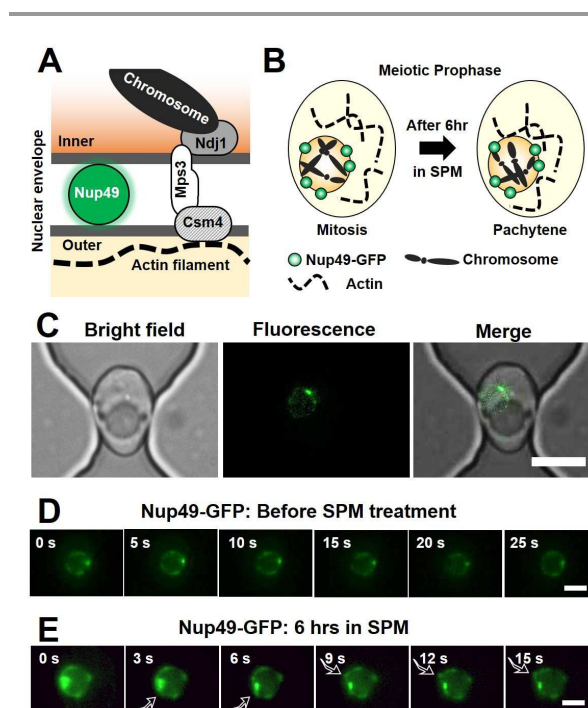 A
Chromosome
Inner
Ndj1
Nuclear envelope
Nup49
Mps3
Csm4
Outer
Actin filament
B
Meiotic Prophase
After 6hr
in SPM
Mitosis
Pachytene
Nup49-GFP
Chromosome
Actin
C
Bright field
Fluorescence
Merge
D
Nup49-GFP: Before SPM treatment
0 s
5 s
10 s
15 s
20 s
25 s
E
Nup49-GFP: 6 hrs in SPM
0 s
3 s
6 s
9 s
12 s
15 s